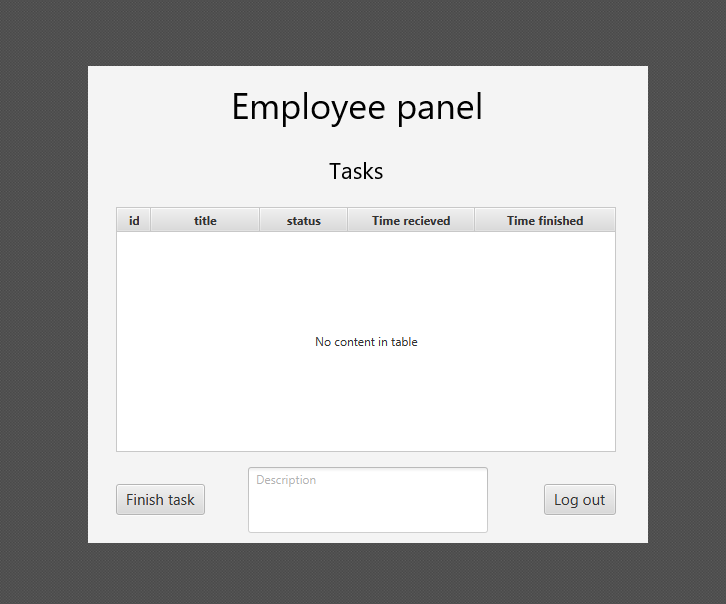 Employee panel
Tasks
id title status Time recieved Time finished
No content in table
Description
Finish task Log out